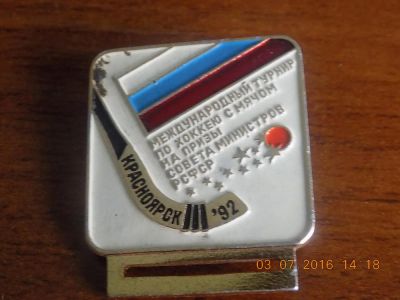 МЕЖДУНАРОДНЫЙ ТУРНИР
ПО ХОККЕЮ С МЯЧОМ
НА ПРИЗЫ
СОВЕТА МИНИСТРОВ
РСФСР
КРАСНОЯРСК '92
03.07.2016 14:18